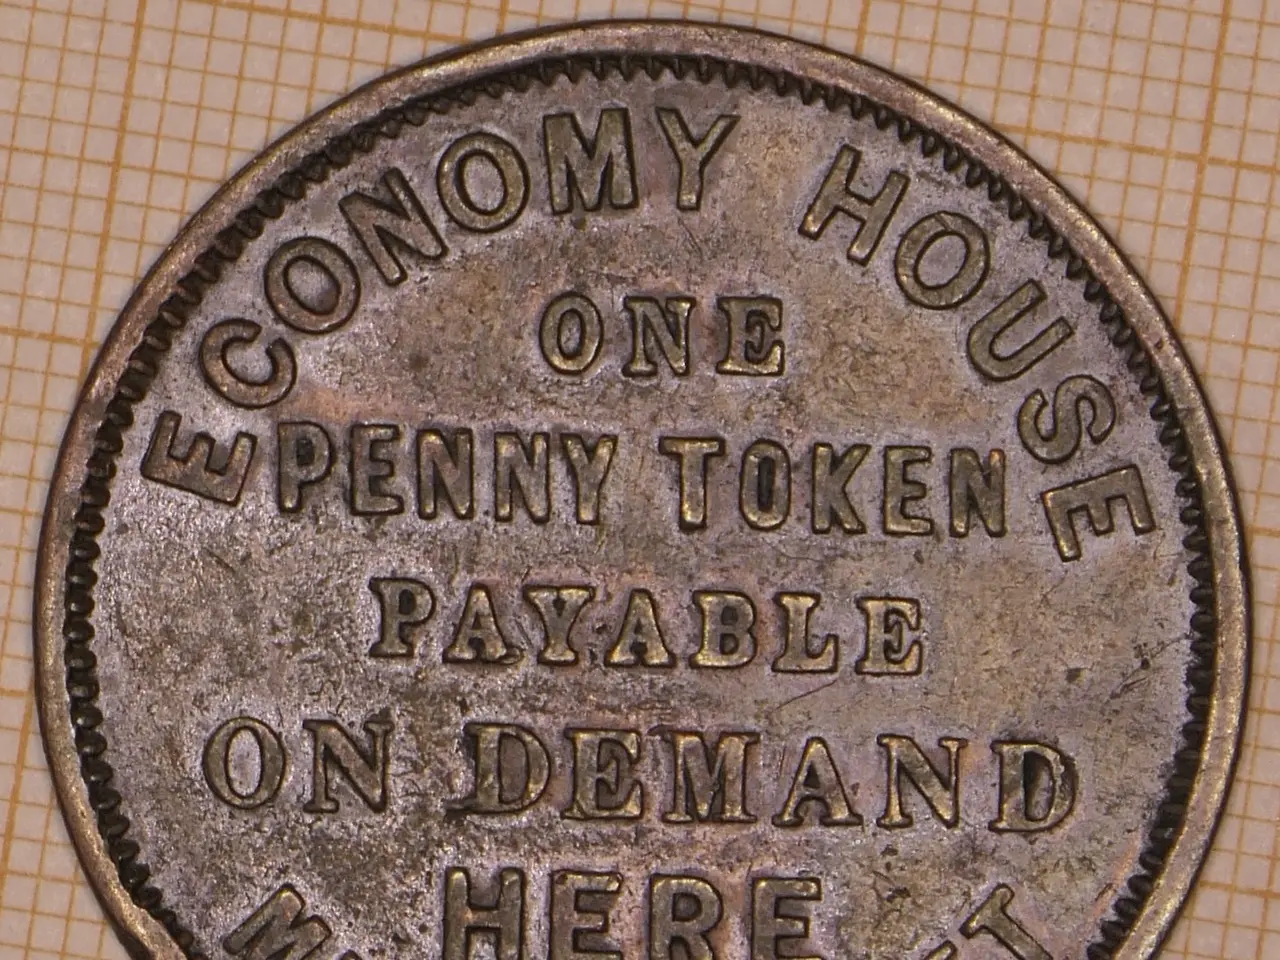 ECONOMY HOUSE
ONE
PENNY TOKEN
PAYABLE
ON DEMAND
HERE